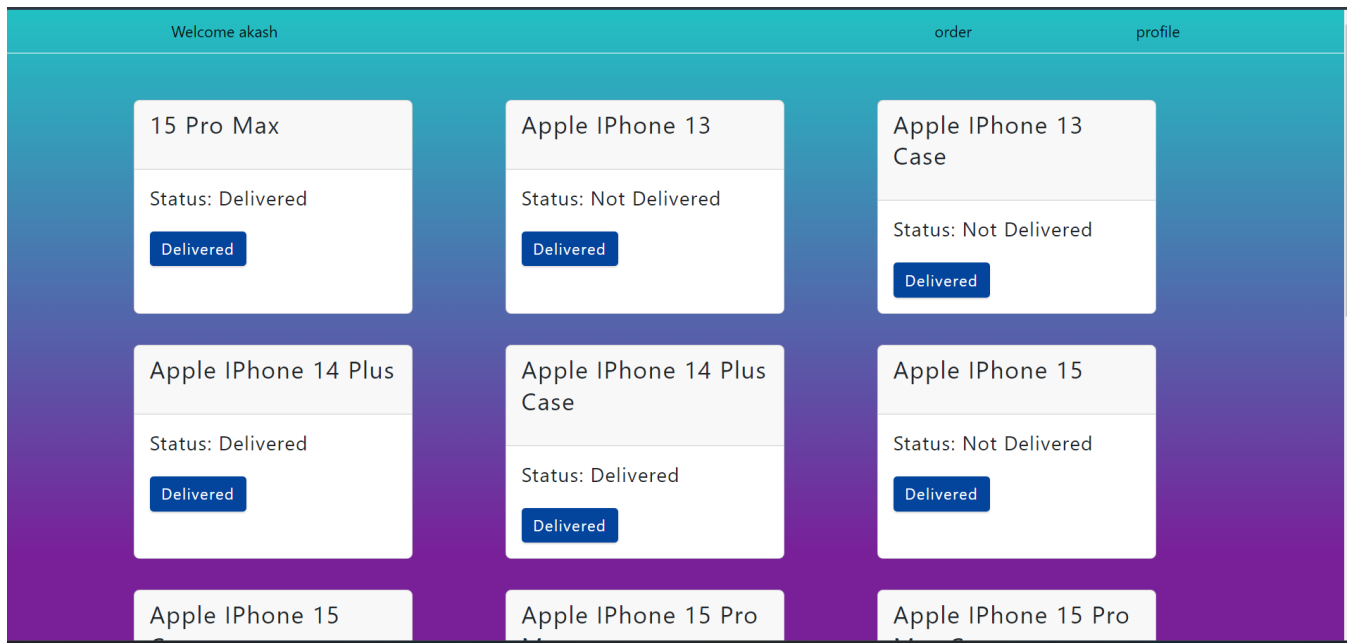 Welcome akash
order
profile
15 Pro Max
Apple IPhone 13
Apple IPhone 13
Case
Status: Delivered
Delivered
Status: Not Delivered
Delivered
Status: Not Delivered
Delivered
Apple IPhone 14 Plus
Apple IPhone 14 Plus
Case
Apple IPhone 15
Status: Delivered
Delivered
Status: Delivered
Delivered
Status: Not Delivered
Delivered
Apple IPhone 15
Apple IPhone 15 Pro
Apple IPhone 15 Pro